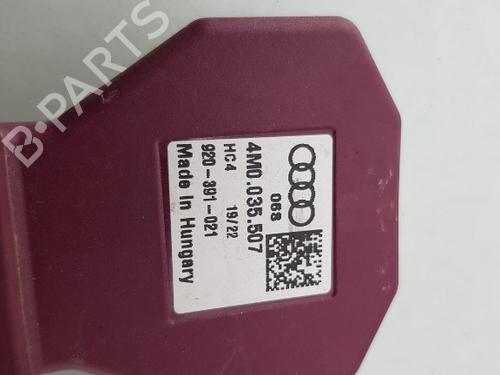 B-PARTS
068
4M0.035.507
HC4 19/22
920-391-021
Made In Hungary